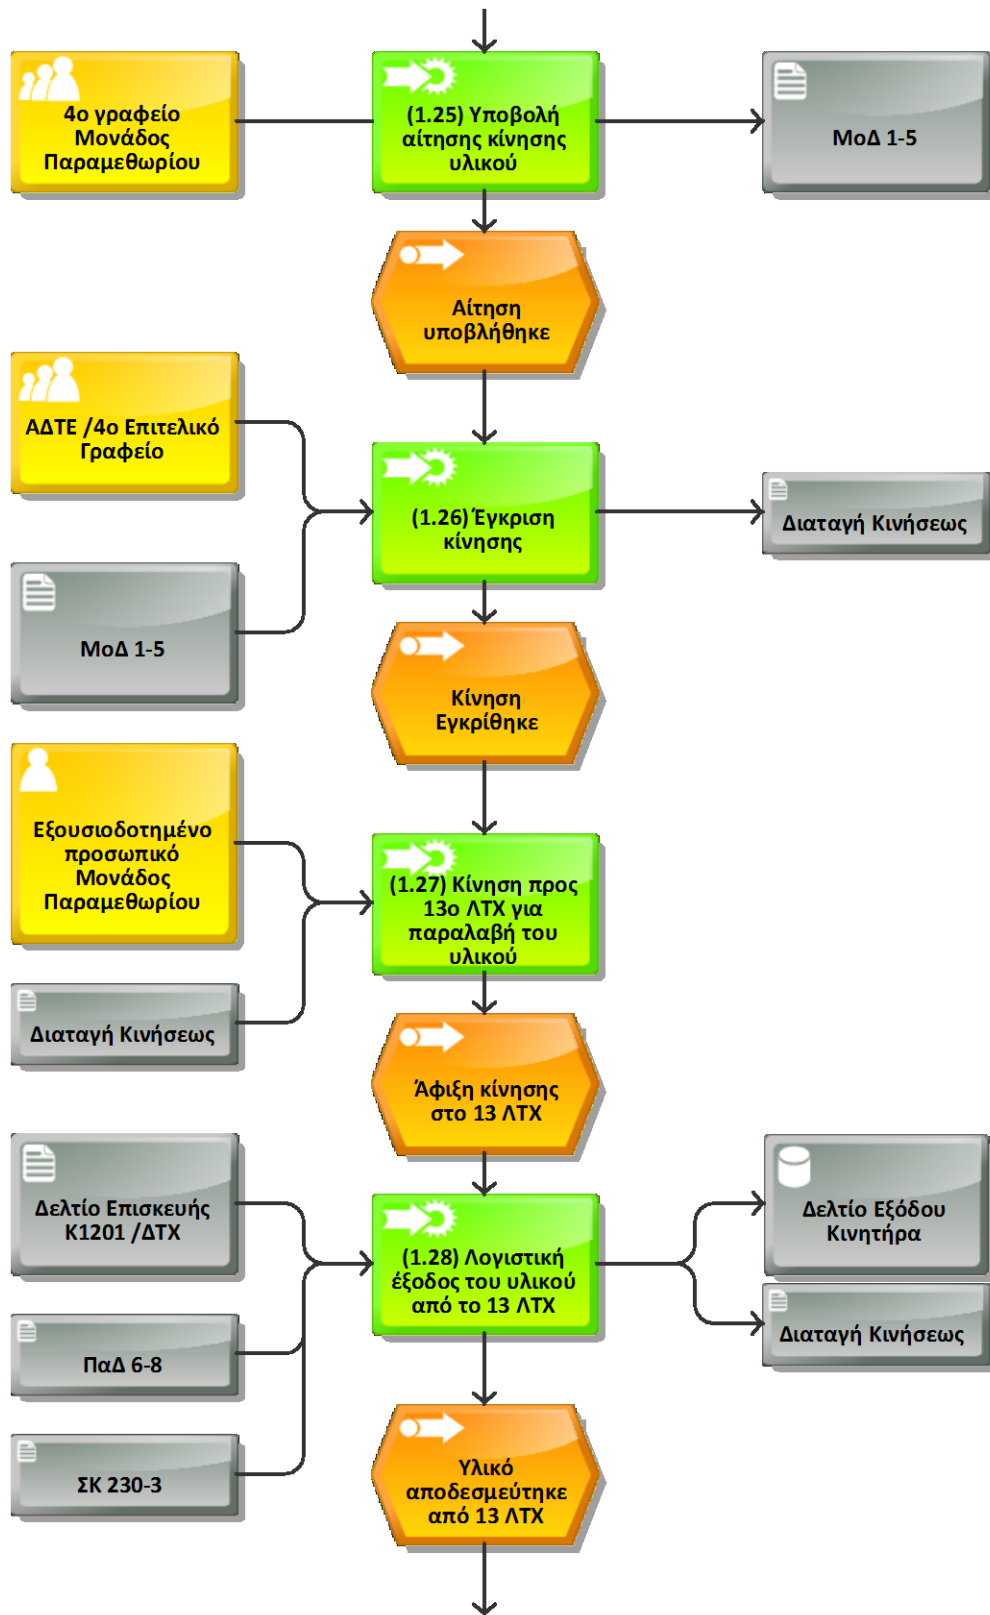 4ο γραφείο
Μονάδος
Παραμεθωρίου
(1.25) Υποβολή
αίτησης κίνησης
υλικού
ΜοΔ 1-5
Αίτηση
υποβλήθηκε
ΑΔΤΕ /4ο Επιτελικό
Γραφείο
(1.26) Έγκριση
κίνησης
Διαταγή Κινήσεως
ΜοΔ 1-5
Κίνηση
Εγκρίθηκε
Εξουσιοδοτημένο
προσωπικό
Μονάδος
Παραμεθωρίου
(1.27) Κίνηση προς
13ο ΛΤΧ για
παραλαβή του
υλικού
Διαταγή Κινήσεως
Άφιξη κίνησης
στο 13 ΛΤΧ
Δελτίο Επισκευής
Κ1201 /ΔΤΧ
(1.28) Λογιστική
έξοδος του υλικού
από το 13 ΛΤΧ
Δελτίο Εξόδου
Κινητήρα
Διαταγή Κινήσεως
ΠαΔ 6-8
ΣΚ 230-3
Υλικό
αποδεσμεύτηκε
από 13 ΛΤΧ